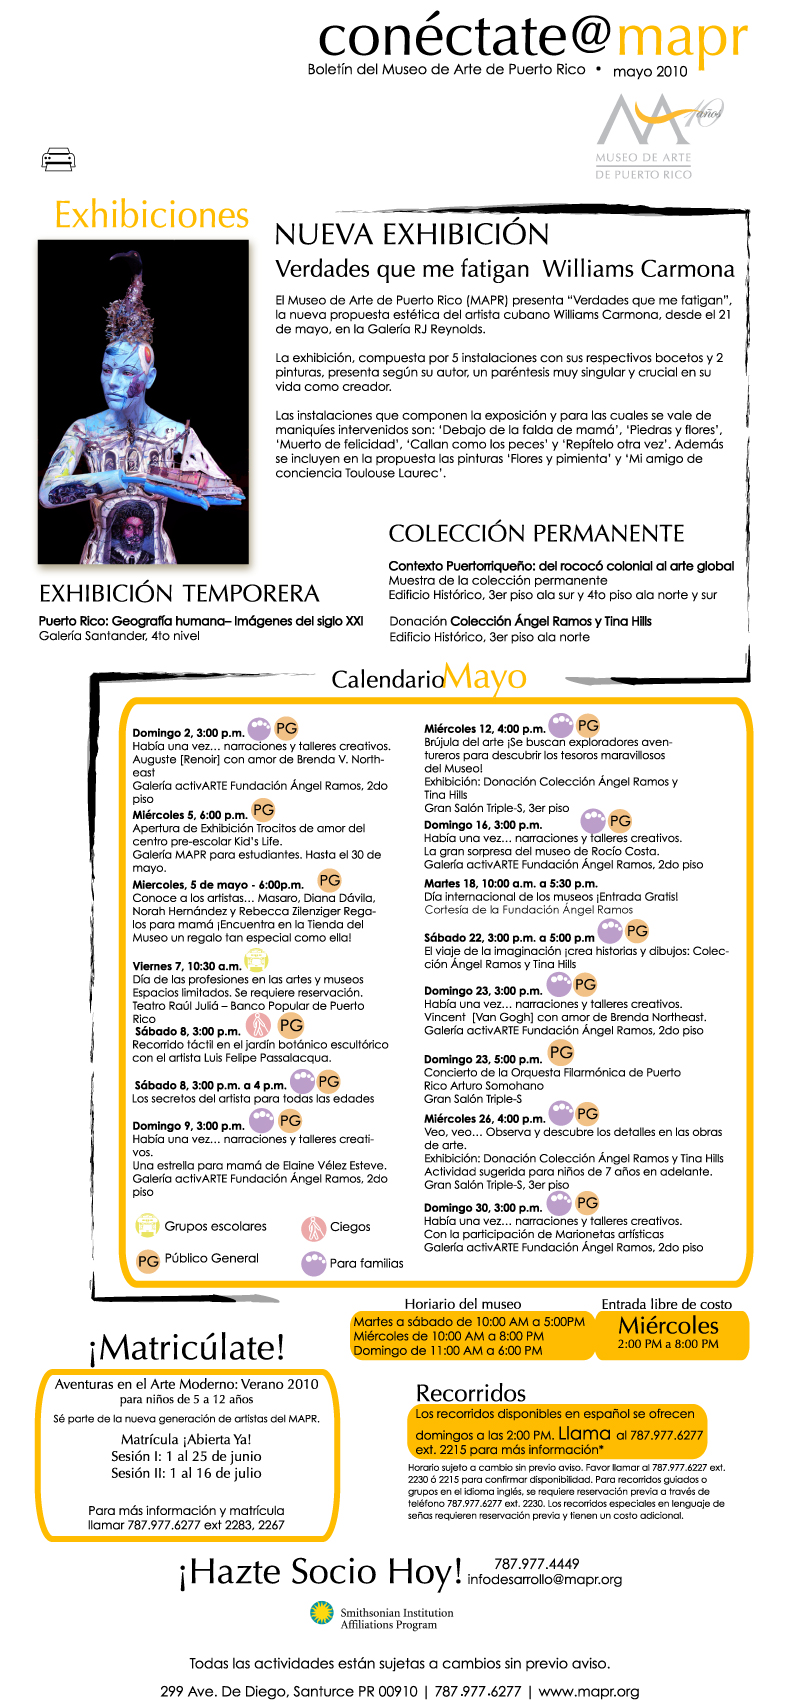 conéctate@mapr
Boletín del Museo de Arte de Puerto Rico • mayo 2010
10 años
MUSEO DE ARTE
DE PUERTO RICO
Exhibiciones
NUEVA EXHIBICIÓN
Verdades que me fatigan Williams Carmona
El Museo de Arte de Puerto Rico (MAPR) presenta “Verdades que me fatigan”,
la nueva propuesta estética del artista cubano Williams Carmona, desde el 21
de mayo, en la Galería RJ Reynolds.
La exhibición, compuesta por 5 instalaciones con sus respectivos bocetos y 2
pinturas, presenta según su autor, un paréntesis muy singular y crucial en su
vida como creador.
Las instalaciones que componen la exposición y para las cuales se vale de
maniquíes intervenidos son: ‘Debajo de la falda de mamá’, ‘Piedras y flores’,
‘Muerto de felicidad’, ‘Callan como los peces’ y ‘Repítelo otra vez’. Además
se incluyen en la propuesta las pinturas ‘Flores y pimienta’ y ‘Mi amigo de
conciencia Toulouse Laurec’.
COLECCIÓN PERMANENTE
Contexto Puertorriqueño: del rococó colonial al arte global
Muestra de la colección permanente
Edificio Histórico, 3er piso ala sur y 4to piso ala norte y sur
Donación Colección Ángel Ramos y Tina Hills
Edificio Histórico, 3er piso ala norte
EXHIBICIÓN TEMPORERA
Puerto Rico: Geografía humana– Imágenes del siglo XXI
Galería Santander, 4to nivel
Calendario Mayo
Domingo 2, 3:00 p.m. PG
Había una vez... narraciones y talleres creativos.
Auguste [Renoir] con amor de Brenda V. North-
east
Galería activARTE Fundación Ángel Ramos, 2do
piso
Miércoles 5, 6:00 p.m. PG
Apertura de Exhibición Trocitos de amor del
centro pre-escolar Kid’s Life.
Galería MAPR para estudiantes. Hasta el 30 de
mayo.
Miercoles, 5 de mayo - 6:00p.m. PG
Conoce a los artistas... Masaro, Diana Dávila,
Norah Hernández y Rebecca Zilenziger Rega-
los para mamá ¡Encuentra en la Tienda del
Museo un regalo tan especial como ella!
Viernes 7, 10:30 a.m.
Día de las profesiones en las artes y museos
Espacios limitados. Se requiere reservación.
Teatro Raúl Juliá – Banco Popular de Puerto
Rico
Sábado 8, 3:00 p.m. PG
Recorrido táctil en el jardín botánico escultórico
con el artista Luis Felipe Passalacqua.
Sábado 8, 3:00 p.m. a 4 p.m. PG
Los secretos del artista para todas las edades
Domingo 9, 3:00 p.m. PG
Había una vez... narraciones y talleres creati-
vos.
Una estrella para mamá de Elaine Vélez Esteve.
Galería activARTE Fundación Ángel Ramos, 2do
piso
Grupos escolares
Ciegos
PG Público General
Para familias
Miércoles 12, 4:00 p.m. PG
Brújula del arte ¡Se buscan exploradores aven-
tureros para descubrir los tesoros maravillosos
del Museo!
Exhibición: Donación Colección Ángel Ramos y
Tina Hills
Gran Salón Triple-S, 3er piso
Domingo 16, 3:00 p.m. PG
Había una vez... narraciones y talleres creativos.
La gran sorpresa del museo de Rocío Costa.
Galería activARTE Fundación Ángel Ramos, 2do piso
Martes 18, 10:00 a.m. a 5:30 p.m.
Día internacional de los museos ¡Entrada Gratis!
Cortesía de la Fundación Ángel Ramos
Sábado 22, 3:00 p.m. a 5:00 p.m PG
El viaje de la imaginación ¡crea historias y dibujos: Colec-
ción Ángel Ramos y Tina Hills
Domingo 23, 3:00 p.m. PG
Había una vez... narraciones y talleres creativos.
Vincent [Van Gogh] con amor de Brenda Northeast.
Galería activARTE Fundación Ángel Ramos, 2do piso
Domingo 23, 5:00 p.m. PG
Concierto de la Orquesta Filarmónica de Puerto
Rico Arturo Somohano
Gran Salón Triple-S
Miércoles 26, 4:00 p.m. PG
Veo, veo... Observa y descubre los detalles en las obras
de arte.
Exhibición: Donación Colección Ángel Ramos y Tina Hills
Actividad sugerida para niños de 7 años en adelante.
Gran Salón Triple-S, 3er piso
Domingo 30, 3:00 p.m. PG
Había una vez... narraciones y talleres creativos.
Con la participación de Marionetas artísticas
Galería activARTE Fundación Ángel Ramos, 2do piso
Horiario del museo
Martes a sábado de 10:00 AM a 5:00PM
Miércoles de 10:00 AM a 8:00 PM
Domingo de 11:00 AM a 6:00 PM
Entrada libre de costo
Miércoles
2:00 PM a 8:00 PM
¡Matricúlate!
Aventuras en el Arte Moderno: Verano 2010
para niños de 5 a 12 años
Sé parte de la nueva generación de artistas del MAPR.
Matrícula ¡Abierta Ya!
Sesión I: 1 al 25 de junio
Sesión II: 1 al 16 de julio
Para más información y matrícula
llamar 787.977.6277 ext 2283, 2267
Recorridos
Los recorridos disponibles en español se ofrecen
domingos a las 2:00 PM. Llama al 787.977.6277
ext. 2215 para más información*
Horario sujeto a cambio sin previo aviso. Favor llamar al 787.977.6227 ext.
2230 ó 2215 para confirmar disponibilidad. Para recorridos guiados o
grupos en el idioma inglés, se requiere reservación previa a través de
teléfono 787.977.6277 ext. 2230. Los recorridos especiales en lenguaje de
señas requieren reservación previa y tienen un costo adicional.
¡Hazte Socio Hoy!
787.977.4449
infodesarrollo@mapr.org
Smithsonian Institution
Affiliations Program
Todas las actividades están sujetas a cambios sin previo aviso.
299 Ave. De Diego, Santurce PR 00910 | 787.977.6277 | www.mapr.org